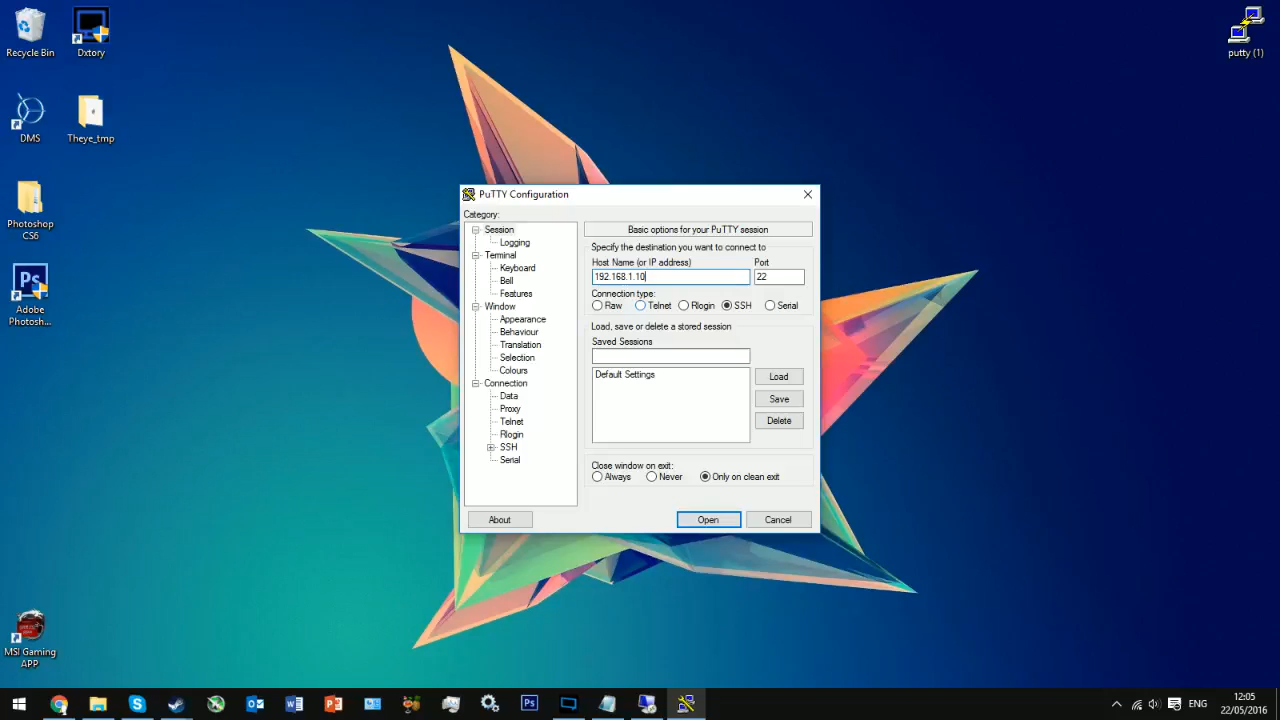 Recycle Bin
Dxtory
DMS
Theye_tmp
Photoshop
CS6
Ps
Adobe
Photosh...
MSI Gaming
APP
putty (1)
PuTTY Configuration
Category:
Session
Logging
Terminal
Keyboard
Bell
Features
Window
Appearance
Behaviour
Translation
Selection
Colours
Connection
Data
Proxy
Telnet
Rlogin
SSH
Serial
Basic options for your PuTTY session
Specify the destination you want to connect to
Host Name (or IP address) Port
192.168.1.10 22
Connection type:
Raw Telnet Rlogin SSH Serial
Load, save or delete a stored session
Saved Sessions
Default Settings
Load
Save
Delete
Close window on exit:
Always Never Only on clean exit
About Open Cancel
Ps
ENG
12:05
22/05/2016